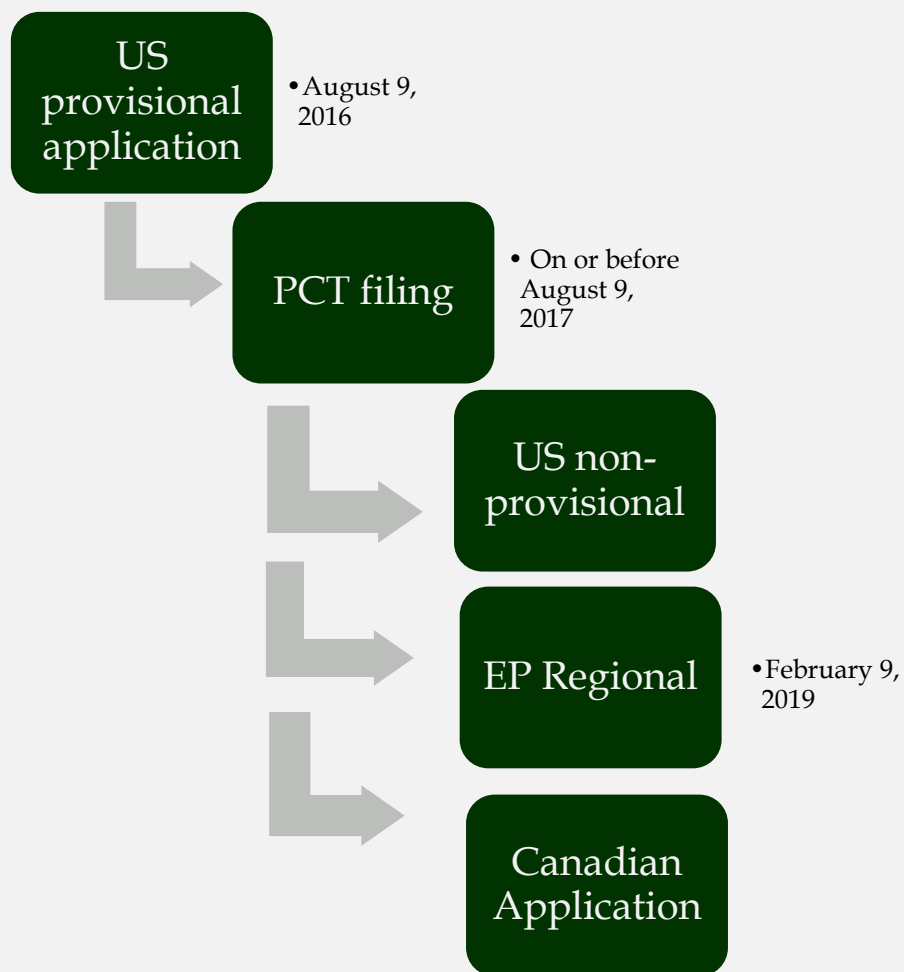 US
provisional
application
•August 9,
2016
PCT filing
• On or before
August 9,
2017
US non-
provisional
EP Regional
•February 9,
2019
Canadian
Application